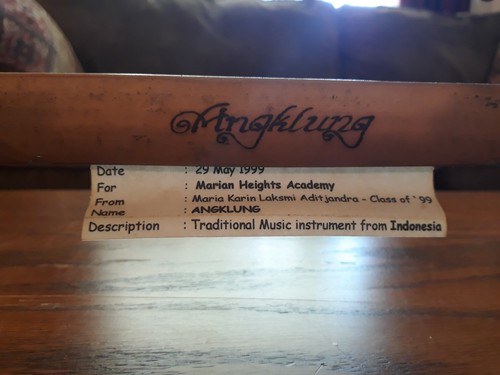 Angklung
Date : 29 May 1999
For : Marian Heights Academy
From : Maria Karin Laksmi Aditjandra - Class of `99
Name : ANGKLUNG
Description : Traditional Music instrument from Indonesia